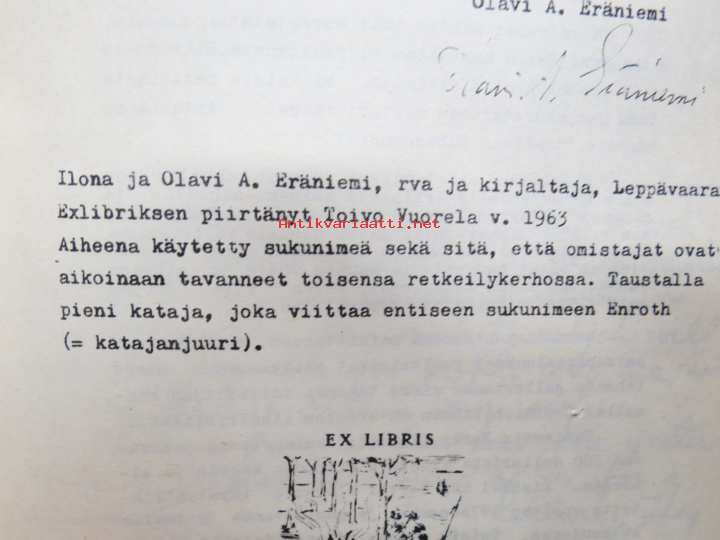 Olavi A. Eräniemi
Olavi A. Eräniemi
Ilona ja Olavi A. Eräniemi, rva ja kirjaltaja, Leppävaara
Exlibriksen piirtänyt Toivo Vuorela v. 1963
Antikvariaatti.net
Aiheena käytetty sukunimeä sekä sitä, että omistajat ovat
aikoinaan tavanneet toisensa retkeilykerhossa. Taustalla
pieni kataja, joka viittaa entiseen sukunimeen Enroth
(= katajanjuuri).
EX LIBRIS